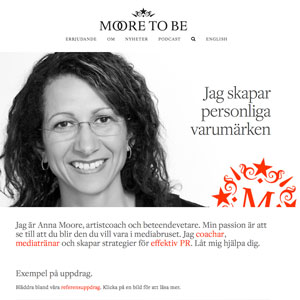 MOORE TO BE
ERBJUDANDE OM NYHETER PODCAST ENGLISH
Jag skapar
personliga
varumärken
M
Jag är Anna Moore, artistcoach och beteendevetare. Min passion är att
se till att du blir den du vill vara i mediabruset. Jag coachar,
mediatränar och skapar strategier för effektiv PR. Låt mig hjälpa dig.
Exempel på uppdrag.
Bläddra bland våra referensuppdrag. Klicka på en bild för att läsa mer.